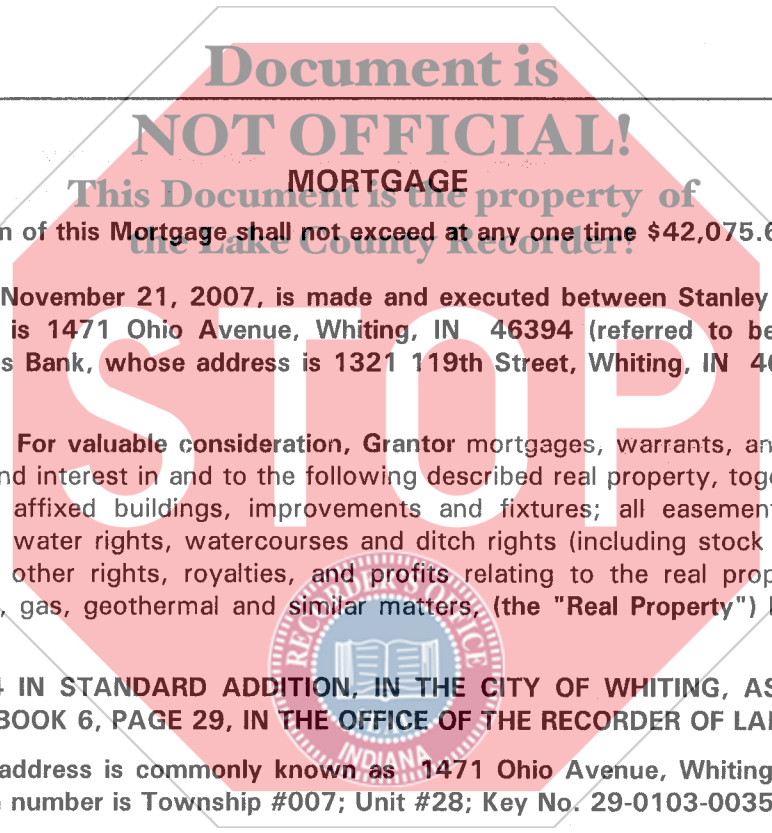 Document is
NOT OFFICIAL!
MORTGAGE
This Document is the property of
the Lake County Recorder!
of this Mortgage shall not exceed at any one time $42,075.6
November 21, 2007, is made and executed between Stanley
is 1471 Ohio Avenue, Whiting, IN 46394 (referred to be
s Bank, whose address is 1321 119th Street, Whiting, IN 4
STOP
For valuable consideration, Grantor mortgages, warrants, an
nd interest in and to the following described real property, toge
affixed buildings, improvements and fixtures; all easement
water rights, watercourses and ditch rights (including stock
other rights, royalties, and profits relating to the real prop
, gas, geothermal and similar matters, (the "Real Property")
RECORDERS OFFICE
INDIANA
IN STANDARD ADDITION, IN THE CITY OF WHITING, AS
BOOK 6, PAGE 29, IN THE OFFICE OF THE RECORDER OF LA
address is commonly known as 1471 Ohio Avenue, Whiting
number is Township #007; Unit #28; Key No. 29-0103-0035